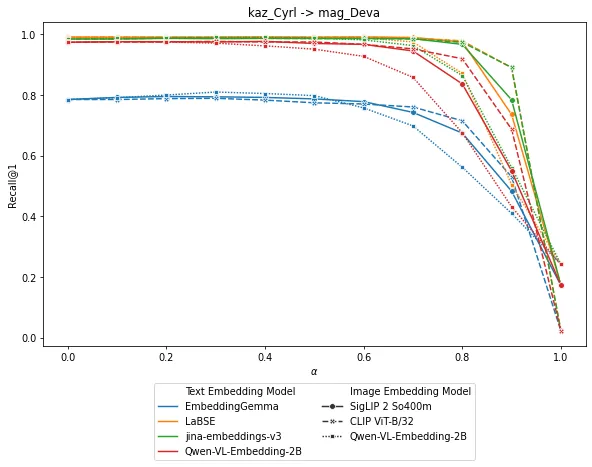 kaz_Cyrl -> mag_Deva
Recall@1
1.0
0.8
0.6
0.4
0.2
0.0
0.0 0.2 0.4 0.6 0.8 1.0
α
Text Embedding Model Image Embedding Model
EmbeddingGemma SigLIP 2 So400m
LaBSE CLIP ViT-B/32
jina-embeddings-v3 Qwen-VL-Embedding-2B
Qwen-VL-Embedding-2B